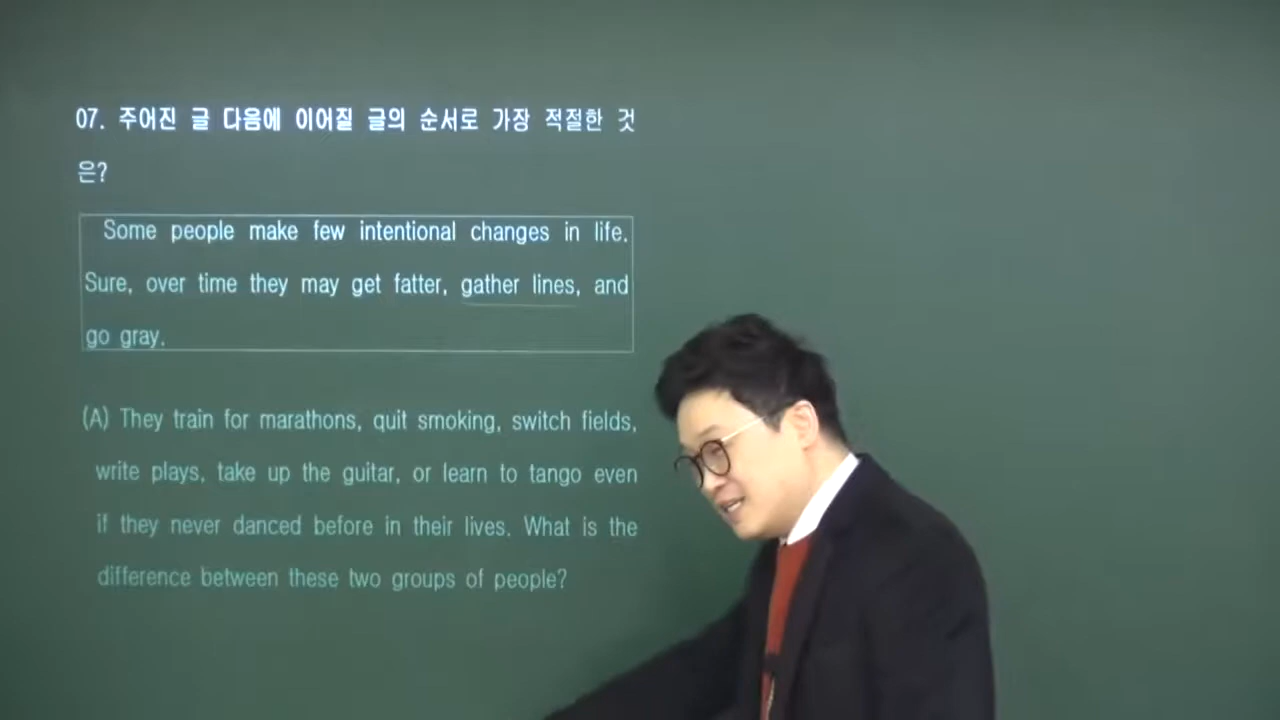 07. 주어진 글 다음에 이어질 글의 순서로 가장 적절한 것
은?
Some people make few intentional changes in life.
Sure, over time they may get fatter, gather lines, and
go gray.
(A) They train for marathons, quit smoking, switch fields,
write plays, take up the guitar, or learn to tango even
if they never danced before in their lives. What is the
difference between these two groups of people?